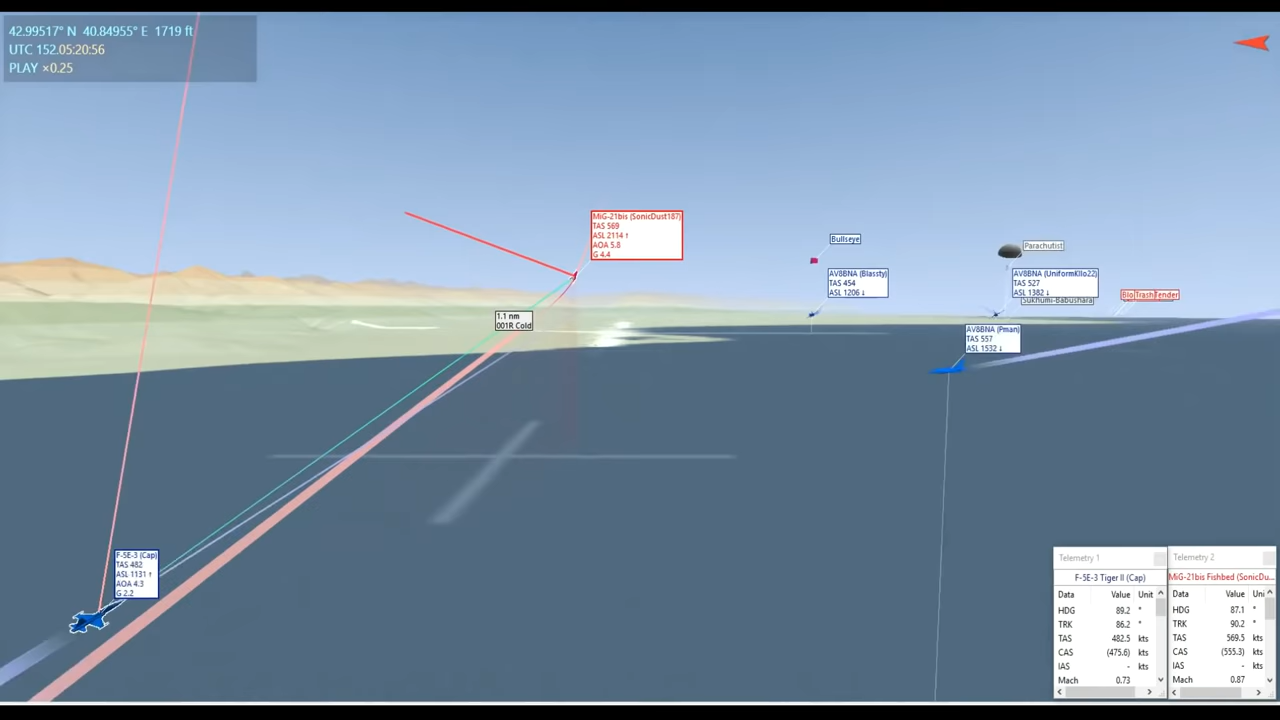 42.99517° N 40.84955° E 1719 ft
UTC 152.05:20:56
PLAY ×0.25
MiG-21bis (SonicDust187)
TAS 569
ASL 2114 ↑
AOA 5.8
G 4.4
Bullseye
Parachutist
AV8BNA (Blassty)
TAS 454
ASL 1206 ↓
AV8BNA (UniformKilo22)
TAS 527
ASL 1382 ↓
Sukhumi-Babushara
Blo
TrashTender
1.1 nm
001R Cold
AV8BNA (Pman)
TAS 557
ASL 1532 ↓
F-5E-3 (Cap)
TAS 482
ASL 1131 ↑
AOA 4.3
G 2.2
Telemetry 1
F-5E-3 Tiger II (Cap)
Data Value Unit
HDG 89.2 °
TRK 86.2 °
TAS 482.5 kts
CAS (475.6) kts
IAS - kts
Mach 0.73
Telemetry 2
MiG-21bis Fishbed (SonicDu...
Data Value Uni
HDG 87.1 °
TRK 90.2 °
TAS 569.5 kts
CAS (555.3) kts
IAS - kts
Mach 0.87